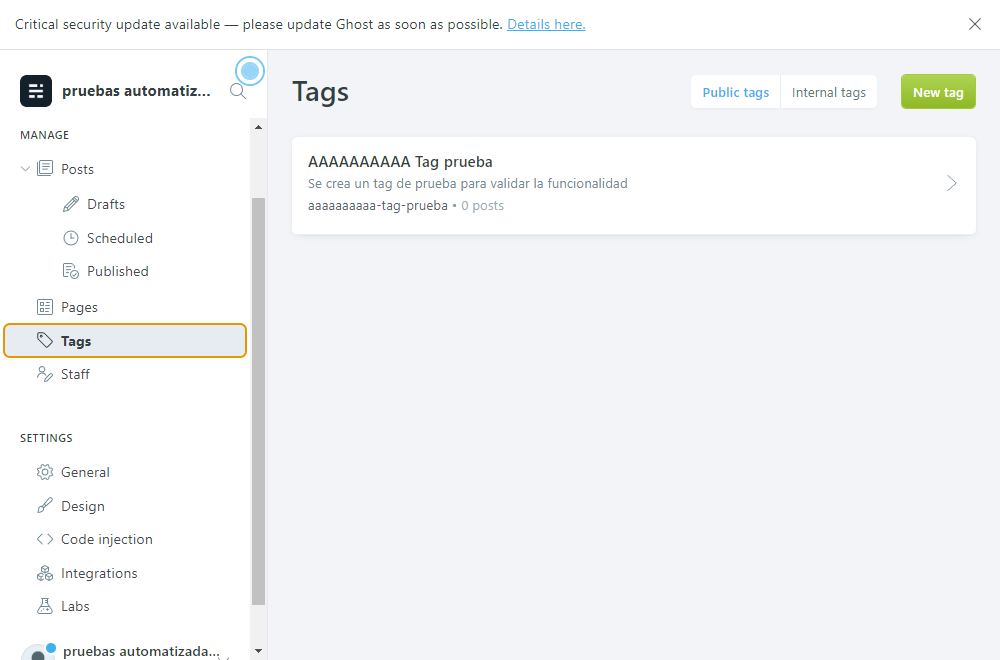 Critical security update available — please update Ghost as soon as possible. Details here.
pruebas automatiz...
MANAGE
Posts
Drafts
Scheduled
Published
Pages
Tags
Staff
SETTINGS
General
Design
Code injection
Integrations
Labs
pruebas automatizada...
Tags
Public tags
Internal tags
New tag
AAAAAAAAAA Tag prueba
Se crea un tag de prueba para validar la funcionalidad
aaaaaaaaaa-tag-prueba • 0 posts